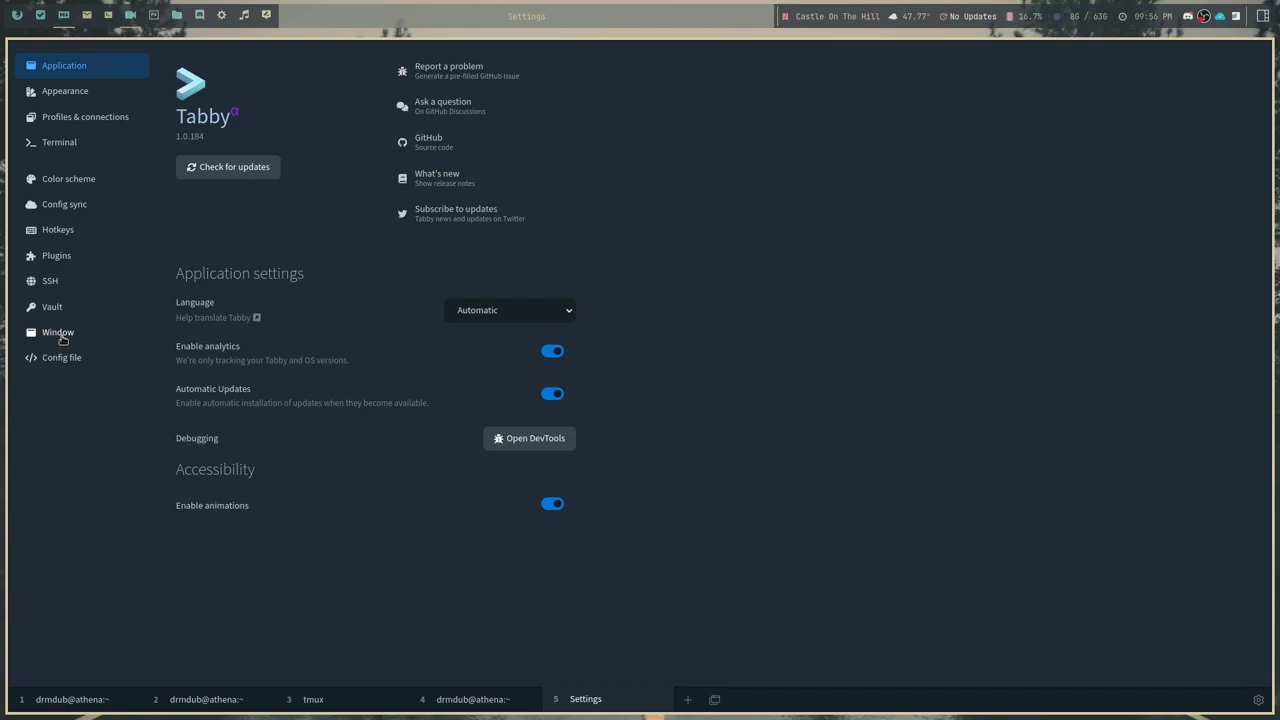 Settings
Castle On The Hill
47.77°
No Updates
16.7%
8G / 63G
09:56 PM
Application
Appearance
Profiles & connections
Terminal
Color scheme
Config sync
Hotkeys
Plugins
SSH
Vault
Window
Config file
Tabbyα
1.0.184
Check for updates
Report a problem
Generate a pre-filled GitHub issue
Ask a question
On GitHub Discussions
GitHub
Source code
What's new
Show release notes
Subscribe to updates
Tabby news and updates on Twitter
Application settings
Language
Help translate Tabby
Automatic
Enable analytics
We're only tracking your Tabby and OS versions.
Automatic Updates
Enable automatic installation of updates when they become available.
Debugging
Open DevTools
Accessibility
Enable animations
1 drmdub@athena:~
2 drmdub@athena:~
3 tmux
4 drmdub@athena:~
5 Settings